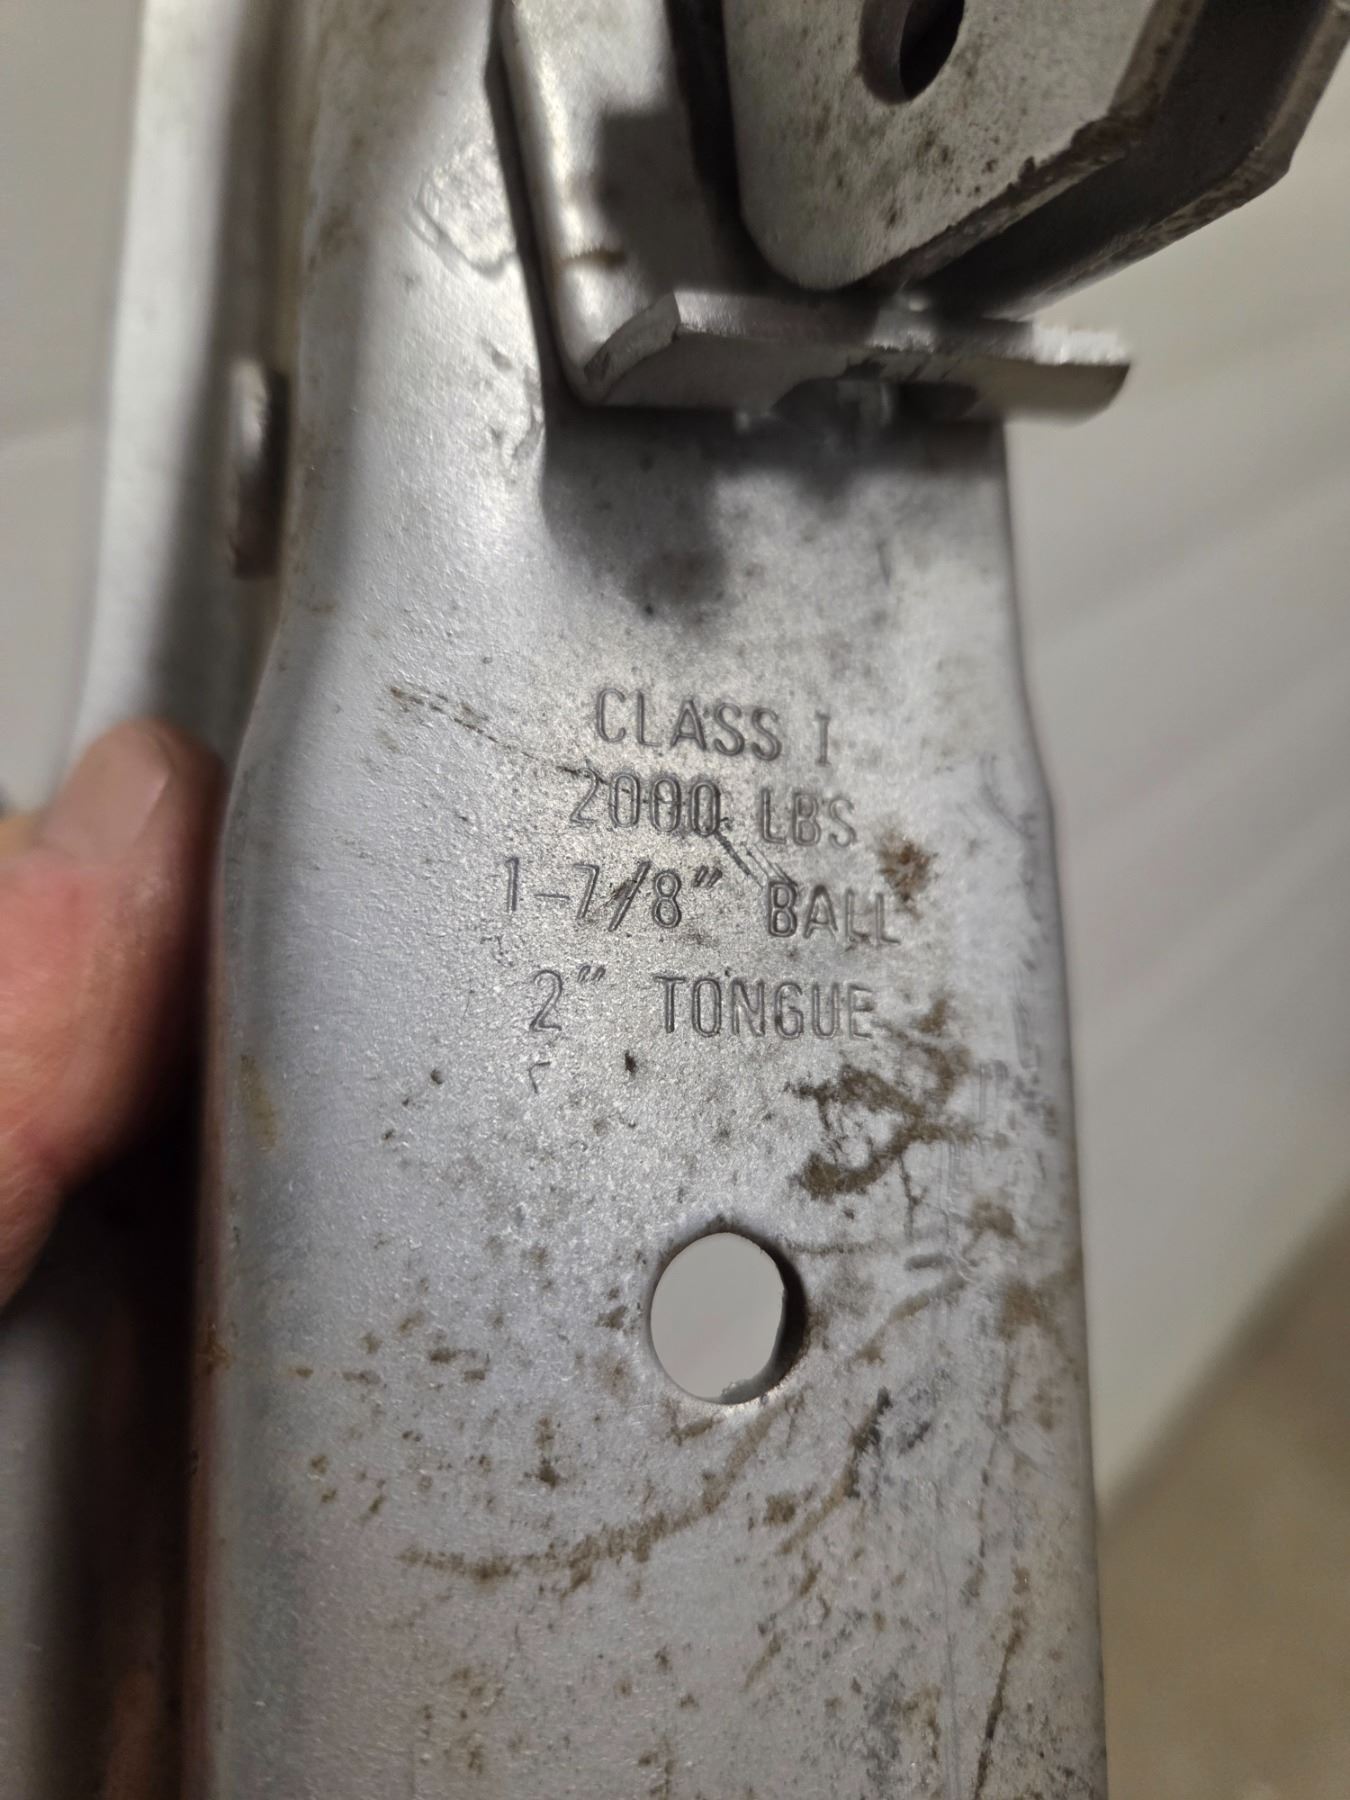 CLASS I
2000 LBS
1-7/8" BALL
2" TONGUE